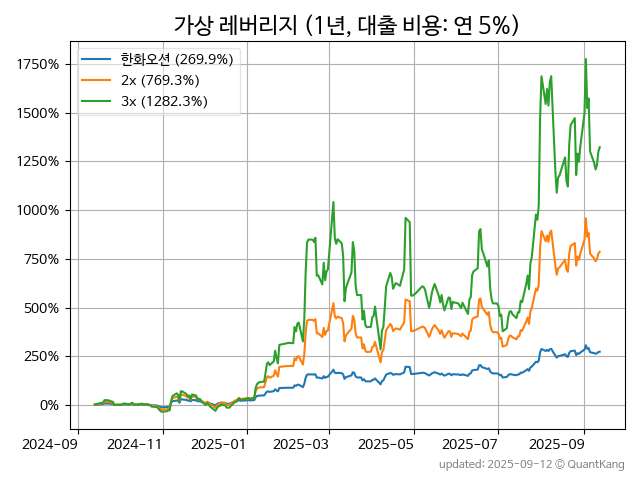 가상 레버리지 (1년, 대출 비용: 연 5%)
한화오션 (269.9%)
2x (769.3%)
3x (1282.3%)
1750%
1500%
1250%
1000%
750%
500%
250%
0%
2024-09 2024-11 2025-01 2025-03 2025-05 2025-07 2025-09
updated: 2025-09-12 © QuantKang